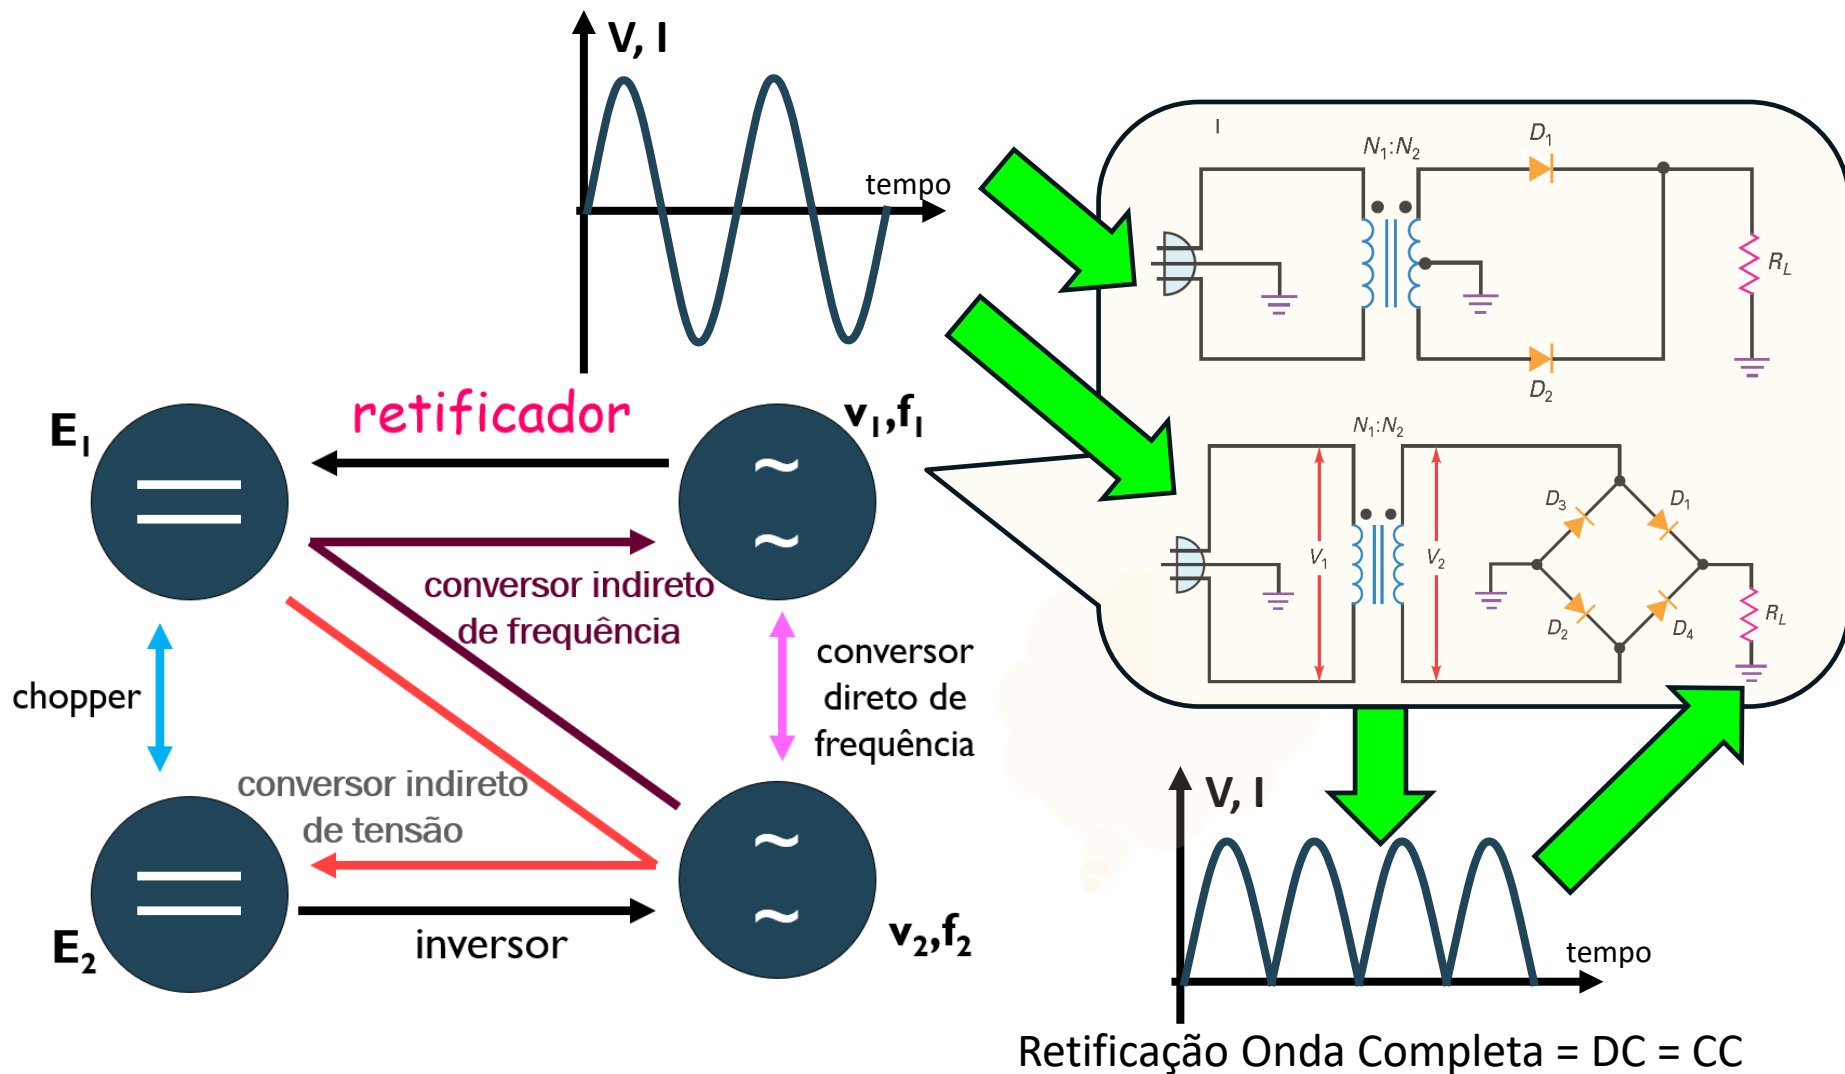 V, I
tempo
retificador
E1
v1,f1
conversor indireto
de frequência
chopper
conversor
direto de
frequência
conversor indireto
de tensão
E2
inversor
v2,f2
I
N1:N2
D1
RL
D2
N1:N2
V1
V2
D3
D1
D2
D4
RL
V, I
tempo
Retificação Onda Completa = DC = CC